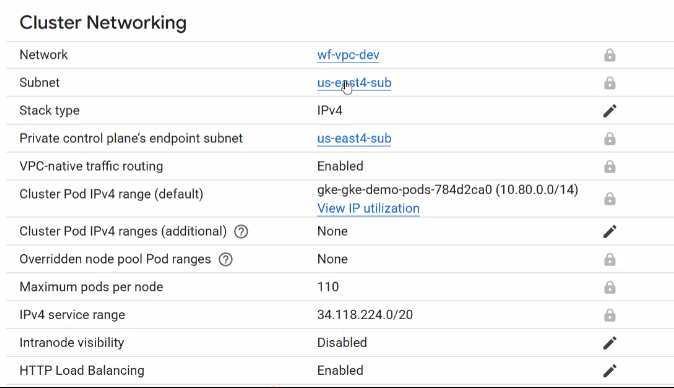 Cluster Networking
Network wf-vpc-dev
Subnet us-east4-sub
Stack type IPv4
Private control plane's endpoint subnet us-east4-sub
VPC-native traffic routing Enabled
Cluster Pod IPv4 range (default) gke-gke-demo-pods-784d2ca0 (10.80.0.0/14)
View IP utilization
Cluster Pod IPv4 ranges (additional) ? None
Overridden node pool Pod ranges ? None
Maximum pods per node 110
IPv4 service range 34.118.224.0/20
Intranode visibility Disabled
HTTP Load Balancing Enabled